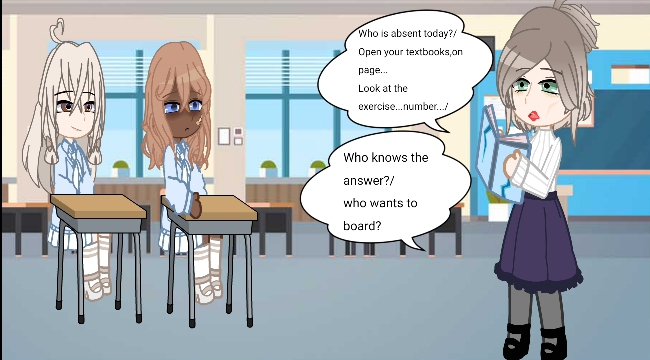 Who is absent today?/
Open your textbooks,on
page...
Look at the
exercise...number.../
Who knows the
answer?/
who wants to
board?